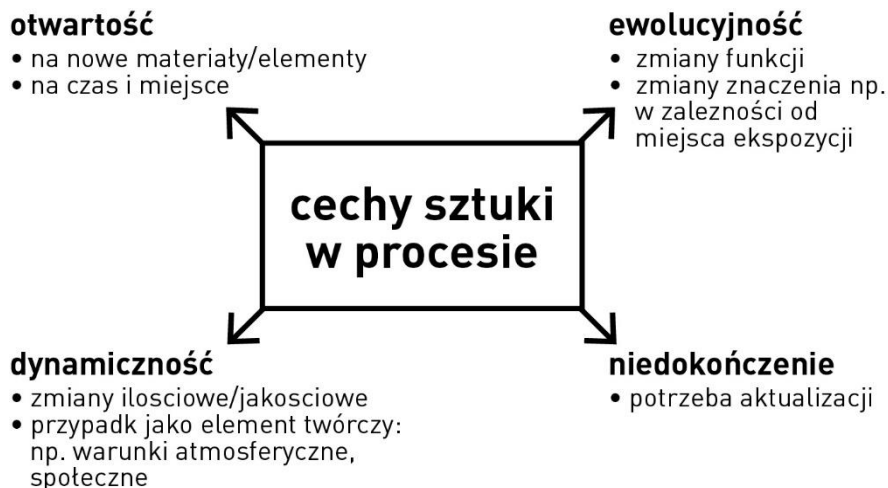 otwartość
• na nowe materiały/elementy
• na czas i miejsce
ewolucyjność
• zmiany funkcji
• zmiany znaczenia np.
w zalezności od
miejsca ekspozycji
cechy sztuki
w procesie
dynamiczność
• zmiany ilosciowe/jakosciowe
• przypadk jako element twórczy:
np. warunki atmosferyczne,
społeczne
niedokończenie
• potrzeba aktualizacji